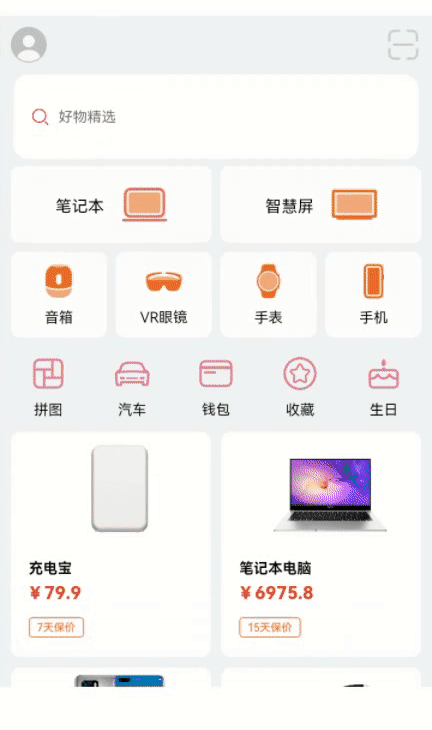 好物精选
笔记本 智慧屏
音箱 VR眼镜 手表 手机
拼图 汽车 钱包 收藏 生日
充电宝 笔记本电脑
￥79.9 ￥6975.8
7天保价 15天保价